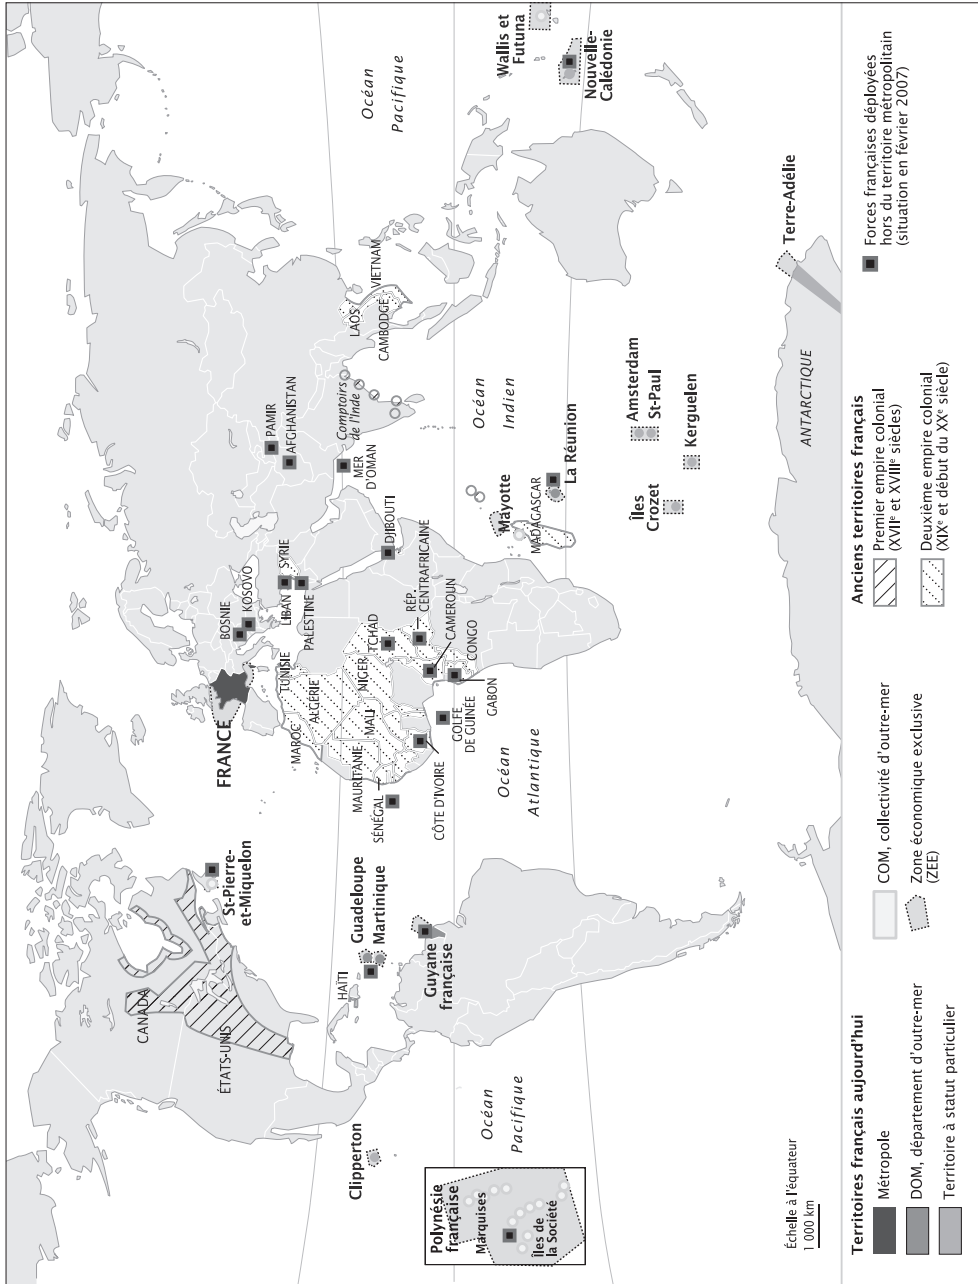 Océan
Pacifique
Wallis et
Futuna
Nouvelle-
Calédonie
CANADA
ÉTATS-UNIS
St-Pierre-
et-Miquelon
Clipperton
HAÏTI
Guadeloupe
Martinique
Guyane
française
Océan
Pacifique
Polynésie
française
Marquises
Îles de
la Société
FRANCE
BOSNIE
KOSOVO
MAROC
ALGÉRIE
TUNISIE
LIBAN
SYRIE
PALESTINE
MAURITANIE
MALI
NIGER
TCHAD
SÉNÉGAL
CÔTE D'IVOIRE
GOLFE
DE GUINÉE
GABON
CONGO
CAMEROUN
RÉP.
CENTRAFRICAINE
DJIBOUTI
Océan
Atlantique
PAMIR
AFGHANISTAN
MER
D'OMAN
Comptoirs
de l'Inde
LAOS
VIETNAM
CAMBODGE
Océan
Indien
Mayotte
MADAGASCAR
La Réunion
Îles
Crozet
Amsterdam
St-Paul
Kerguelen
Terre-Adélie
ANTARCTIQUE
Échelle à l'équateur
1 000 km
Territoires français aujourd'hui
Métropole
DOM, département d'outre-mer
Territoire à statut particulier
COM, collectivité d'outre-mer
Zone économique exclusive
(ZEE)
Anciens territoires français
Premier empire colonial
(XVIIe et XVIIIe siècles)
Deuxième empire colonial
(XIXe et début du XXe siècle)
Forces françaises déployées
hors du territoire métropolitain
(situation en février 2007)